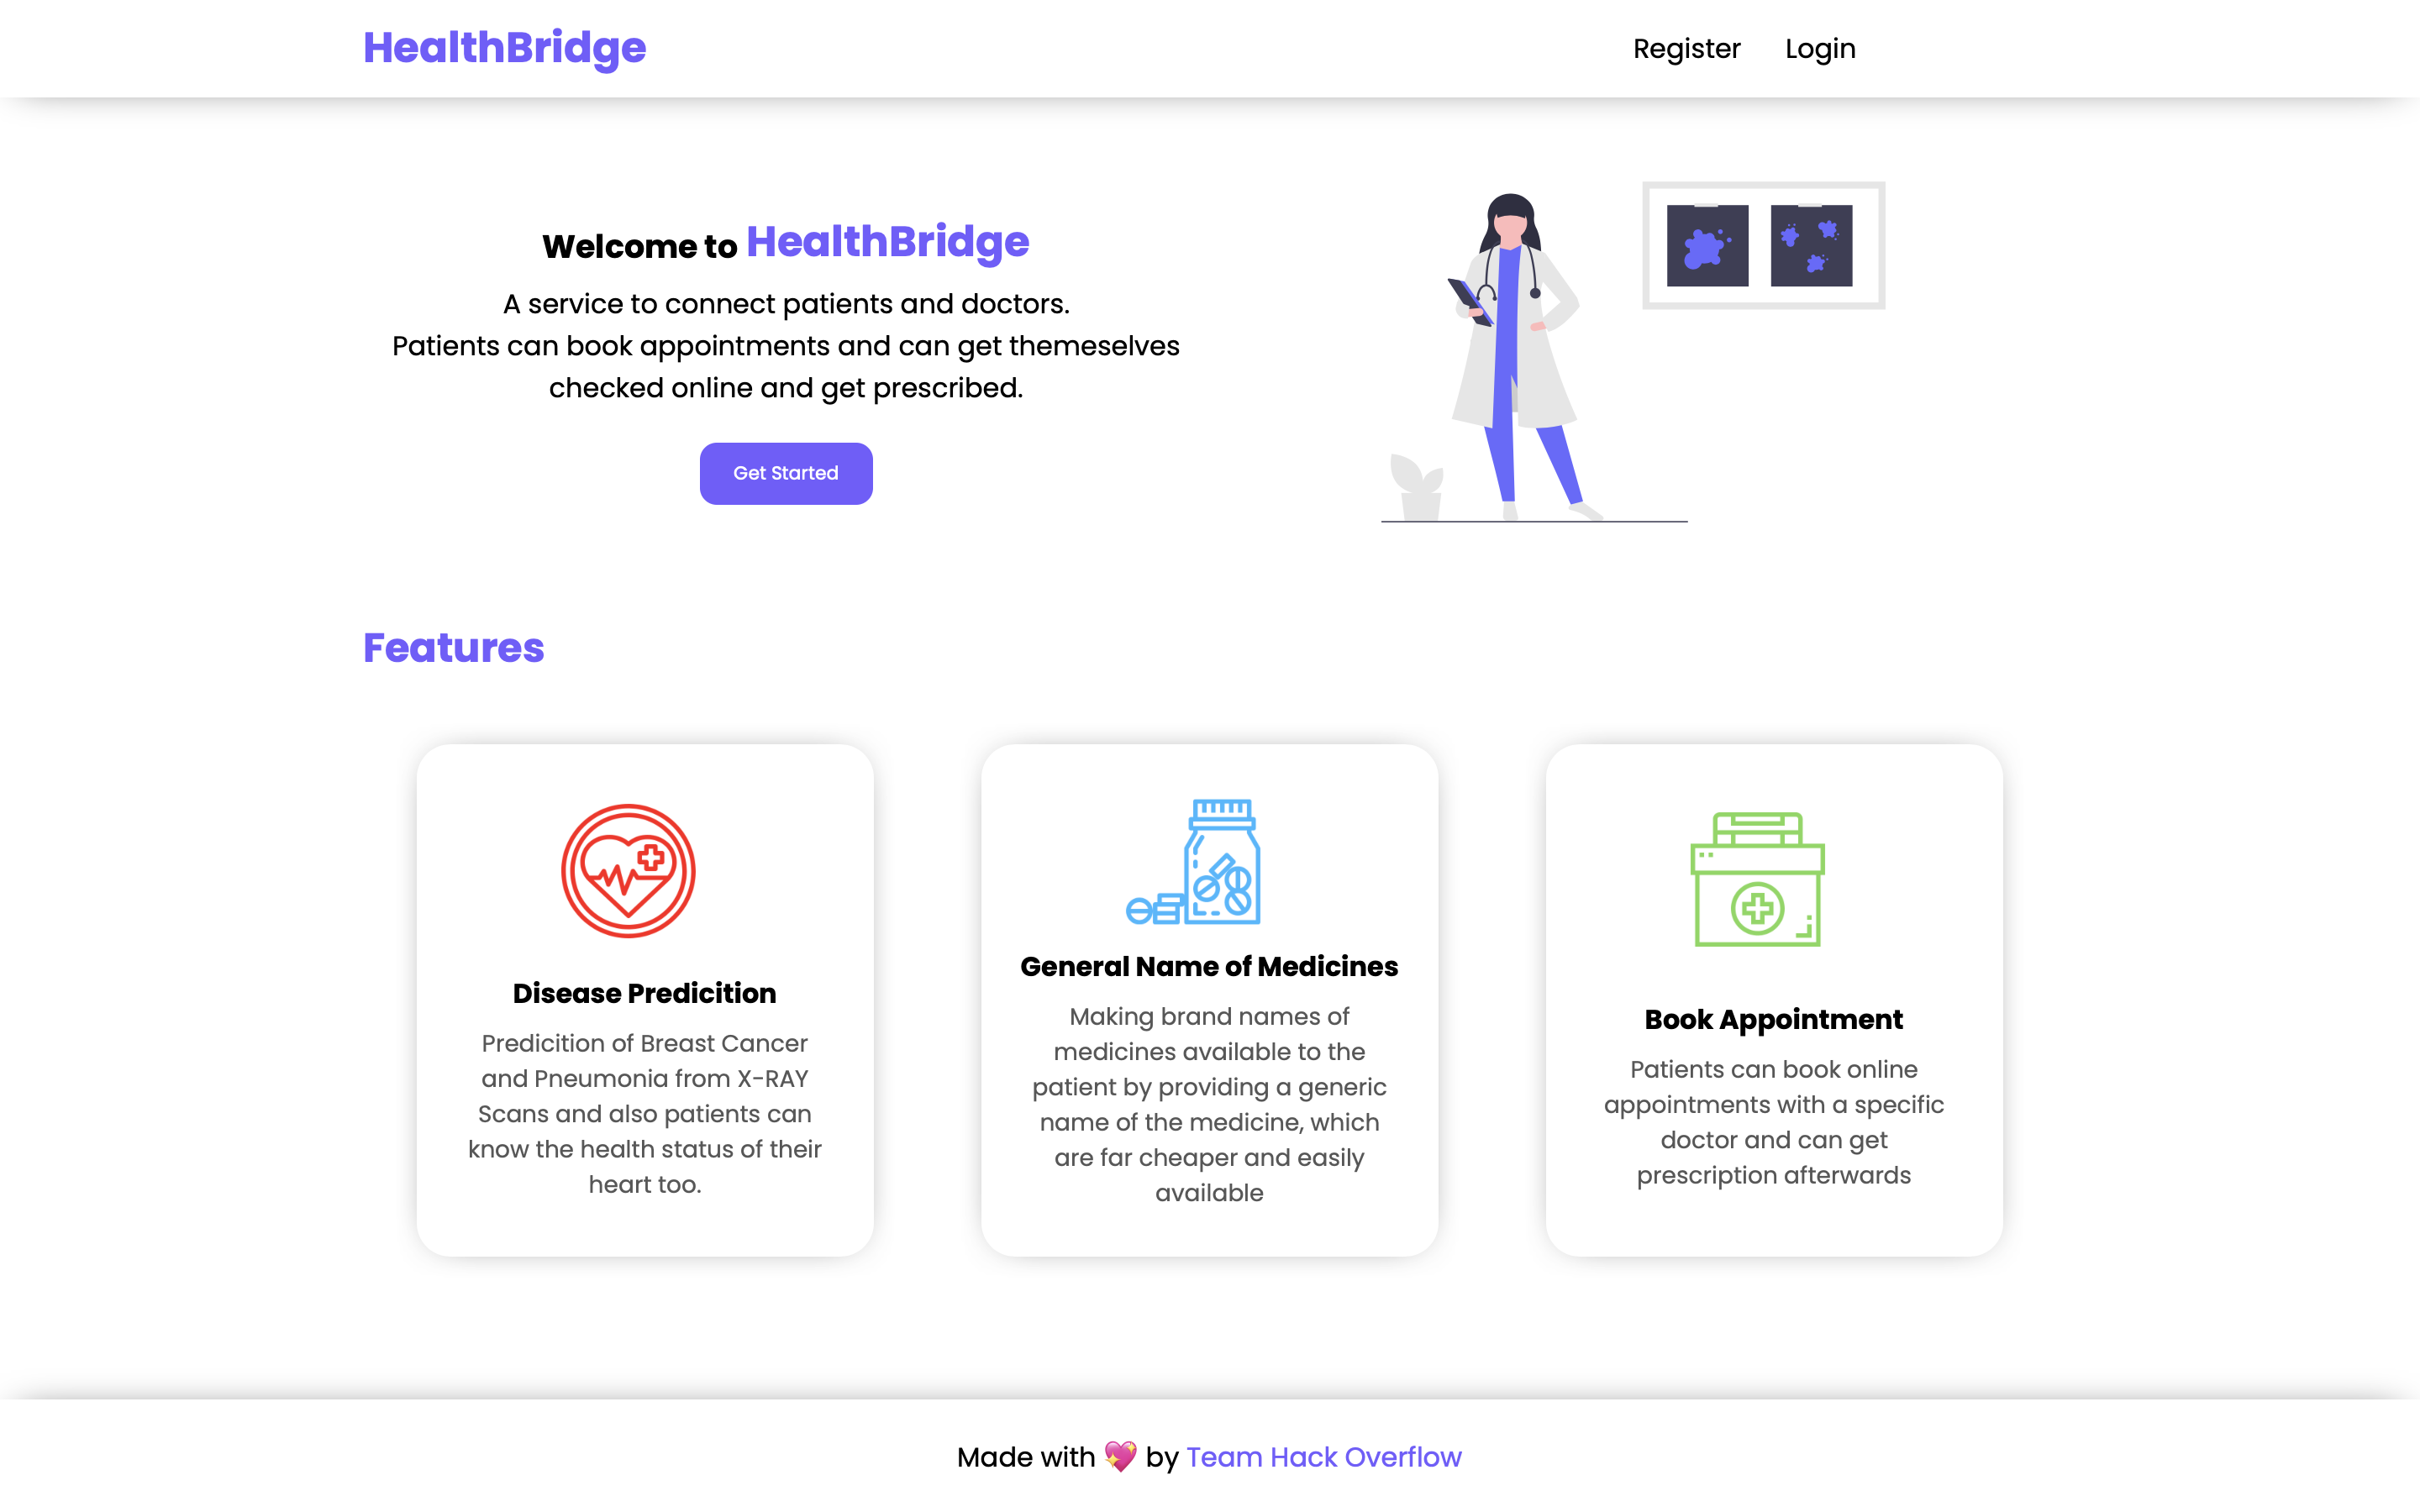 HealthBridge
Register
Login
Welcome to HealthBridge
A service to connect patients and doctors.
Patients can book appointments and can get themeselves
checked online and get prescribed.
Get Started
Features
Disease Predicition
Predicition of Breast Cancer
and Pneumonia from X-RAY
Scans and also patients can
know the health status of their
heart too.
General Name of Medicines
Making brand names of
medicines available to the
patient by providing a generic
name of the medicine, which
are far cheaper and easily
available
Book Appointment
Patients can book online
appointments with a specific
doctor and can get
prescription afterwards
Made with 💖 by Team Hack Overflow